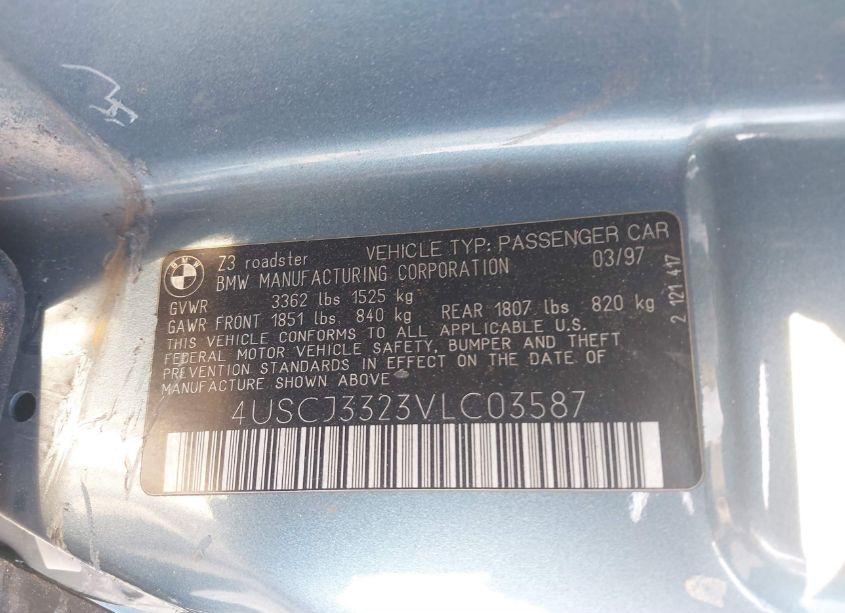 BMW
Z3 roadster VEHICLE TYP: PASSENGER CAR
BMW MANUFACTURING CORPORATION 03/97
GVWR 3362 lbs 1525 kg
GAWR FRONT 1851 lbs. 840 kg REAR 1807 lbs 820 kg
THIS VEHICLE CONFORMS TO ALL APPLICABLE U.S.
FEDERAL MOTOR VEHICLE SAFETY, BUMPER AND THEFT
PREVENTION STANDARDS IN EFFECT ON THE DATE OF
MANUFACTURE SHOWN ABOVE
4USCJ3323VLC03587
2 121 417